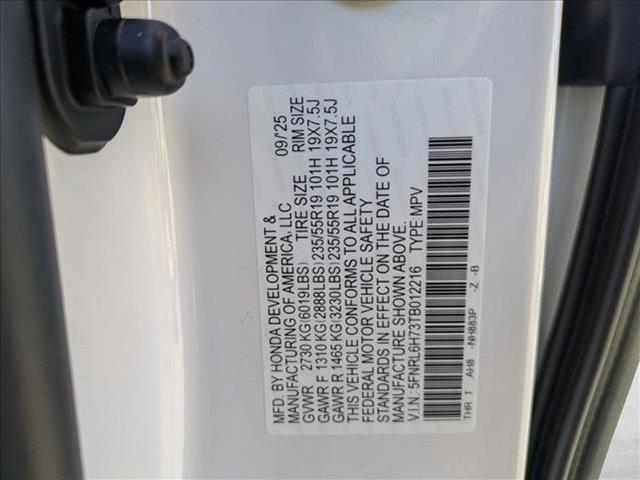 MFD. BY HONDA DEVELOPMENT & 09/'25
MANUFACTURING OF AMERICA, LLC
GVWR 2730 KG(6019LBS) TIRE SIZE RIM SIZE
GAWR F 1310 KG(2888LBS) 235/55R19 101H 19X7.5J
GAWR R 1465 KG(3230LBS) 235/55R19 101H 19X7.5J
THIS VEHICLE CONFORMS TO ALL APPLICABLE
FEDERAL MOTOR VEHICLE SAFETY
STANDARDS IN EFFECT ON THE DATE OF
MANUFACTURE SHOWN ABOVE.
V.I.N.: 5FNRL6H73TB012216 TYPE:MPV
THR T AH8 -NH883P -Z -B